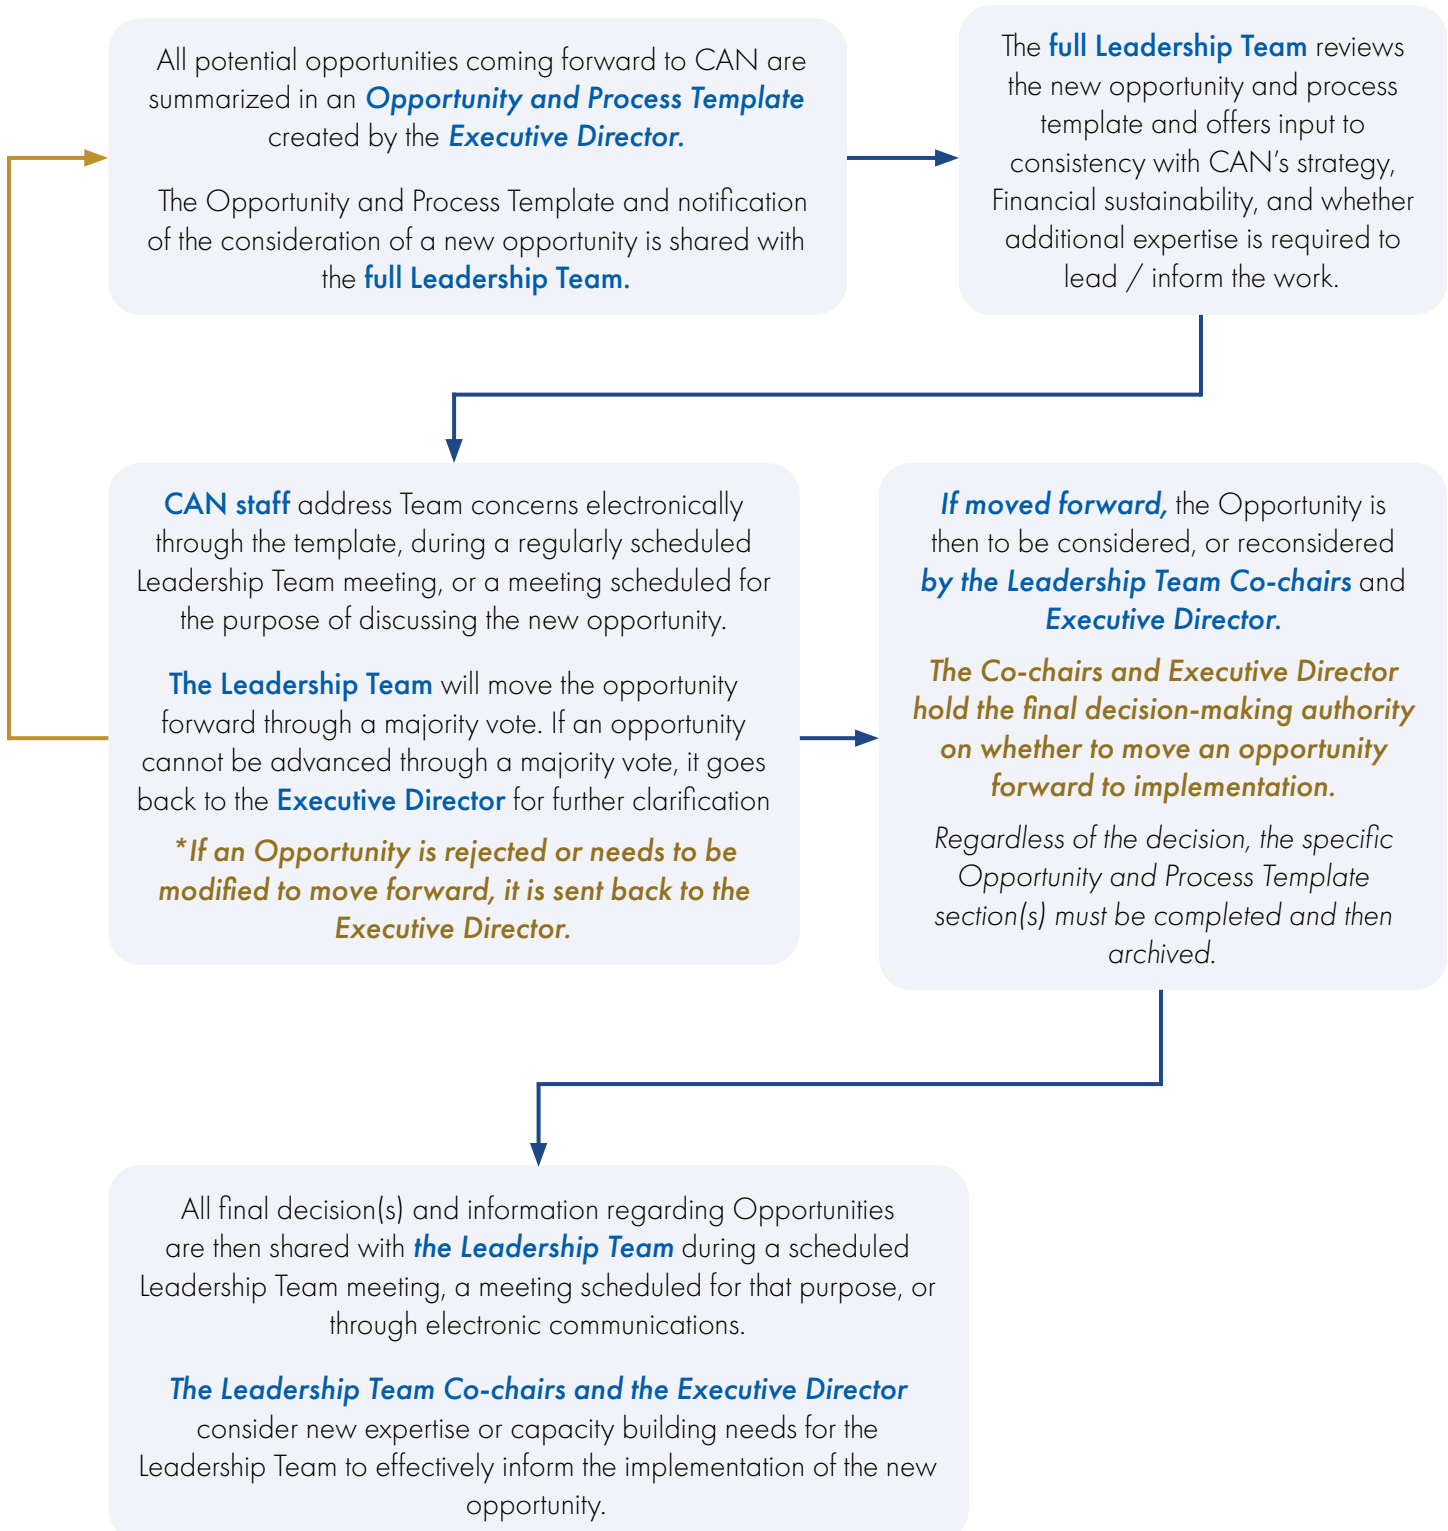 All potential opportunities coming forward to CAN are
summarized in an Opportunity and Process Template
created by the Executive Director.
The Opportunity and Process Template and notification
of the consideration of a new opportunity is shared with
the full Leadership Team.
The full Leadership Team reviews
the new opportunity and process
template and offers input to
consistency with CAN’s strategy,
Financial sustainability, and whether
additional expertise is required to
lead / inform the work.
CAN staff address Team concerns electronically
through the template, during a regularly scheduled
Leadership Team meeting, or a meeting scheduled for
the purpose of discussing the new opportunity.
The Leadership Team will move the opportunity
forward through a majority vote. If an opportunity
cannot be advanced through a majority vote, it goes
back to the Executive Director for further clarification
*If an Opportunity is rejected or needs to be
modified to move forward, it is sent back to the
Executive Director.
If moved forward, the Opportunity is
then to be considered, or reconsidered
by the Leadership Team Co-chairs and
Executive Director.
The Co-chairs and Executive Director
hold the final decision-making authority
on whether to move an opportunity
forward to implementation.
Regardless of the decision, the specific
Opportunity and Process Template
section(s) must be completed and then
archived.
All final decision(s) and information regarding Opportunities
are then shared with the Leadership Team during a scheduled
Leadership Team meeting, a meeting scheduled for that purpose, or
through electronic communications.
The Leadership Team Co-chairs and the Executive Director
consider new expertise or capacity building needs for the
Leadership Team to effectively inform the implementation of the new
opportunity.